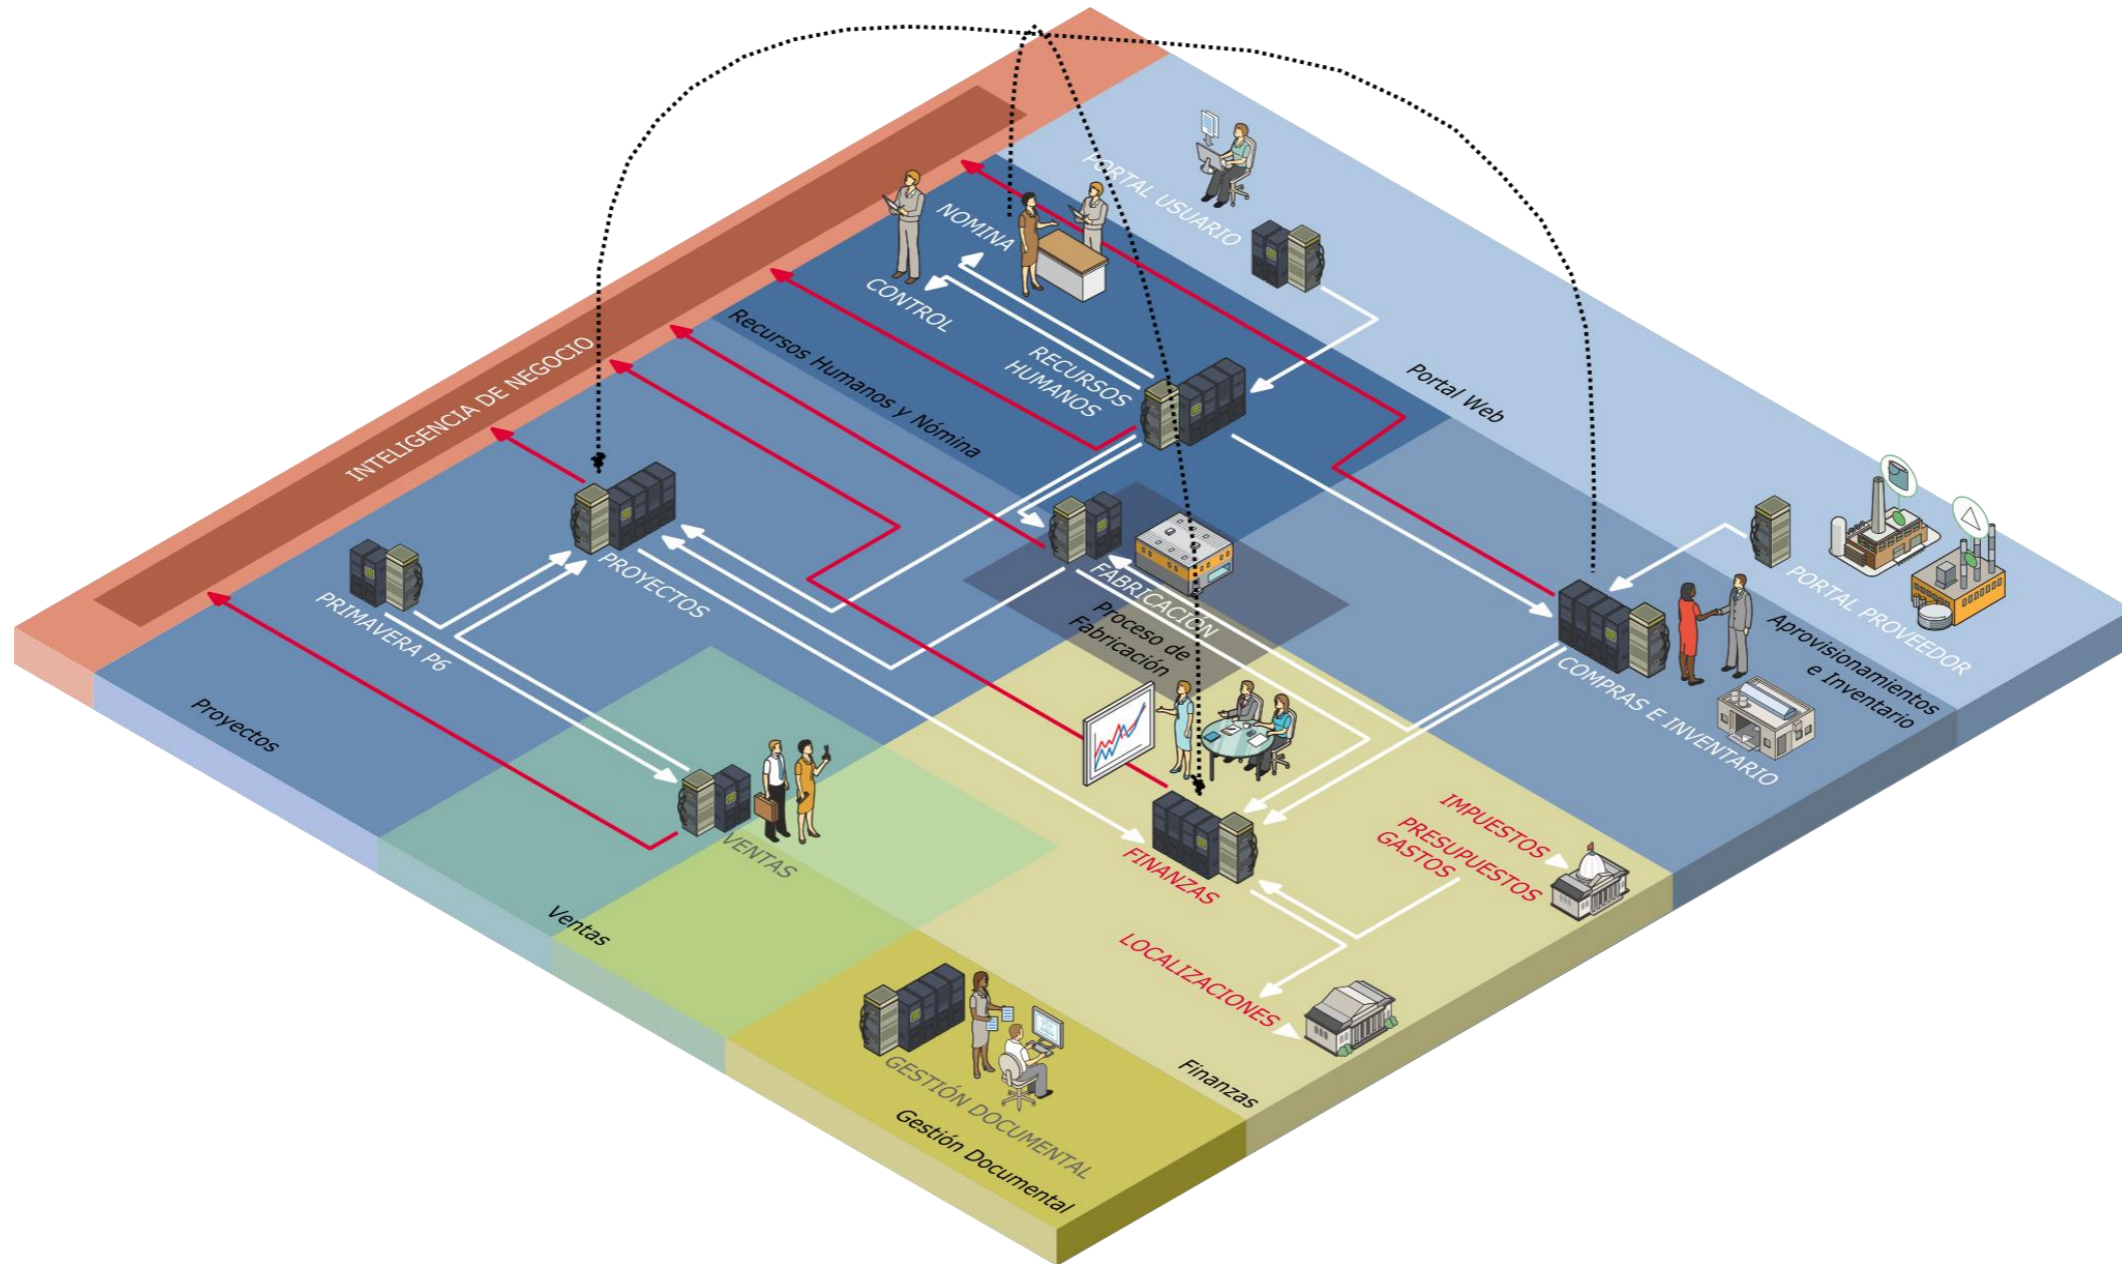 PORTAL USUARIO
NOMINA
CONTROL
RECURSOS
HUMANOS
Recursos Humanos y Nómina
Portal Web
INTELIGENCIA DE NEGOCIO
PROYECTOS
PRIMAVERA P6
Proyectos
FABRICACIÓN
Proceso de
Fabricación
PORTAL PROVEEDOR
Aprovisionamientos
e Inventario
COMPRAS E INVENTARIO
VENTAS
Ventas
FINANZAS
IMPUESTOS
PRESUPUESTOS
GASTOS
LOCALIZACIONES
Finanzas
GESTIÓN DOCUMENTAL
Gestión Documental